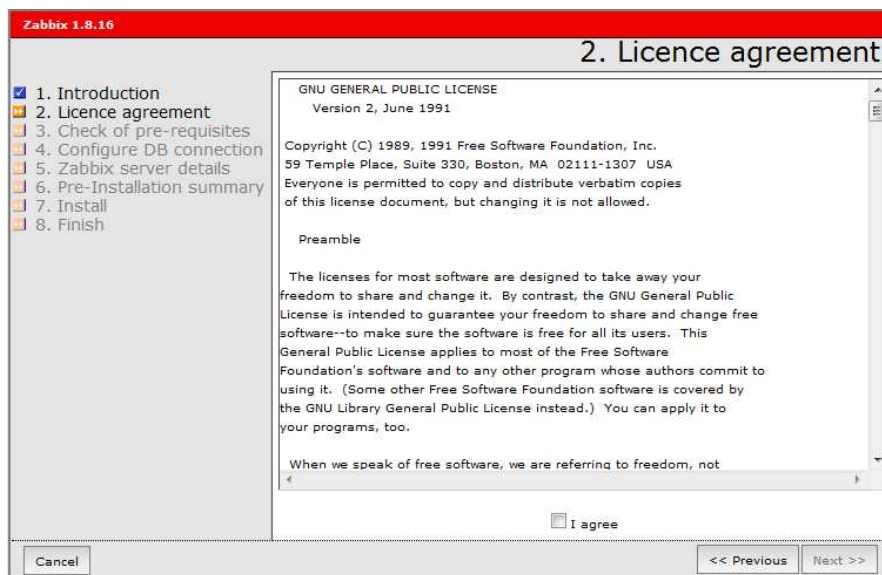 Zabbix 1.8.16
2. Licence agreement
1. Introduction
2. Licence agreement
3. Check of pre-requisites
4. Configure DB connection
5. Zabbix server details
6. Pre-Installation summary
7. Install
8. Finish
GNU GENERAL PUBLIC LICENSE
Version 2, June 1991
Copyright (C) 1989, 1991 Free Software Foundation, Inc.
59 Temple Place, Suite 330, Boston, MA  02111-1307  USA
Everyone is permitted to copy and distribute verbatim copies
of this license document, but changing it is not allowed.
Preamble
The licenses for most software are designed to take away your
freedom to share and change it.  By contrast, the GNU General Public
License is intended to guarantee your freedom to share and change free
software--to make sure the software is free for all its users.  This
General Public License applies to most of the Free Software
Foundation's software and to any other program whose authors commit to
using it.  (Some other Free Software Foundation software is covered by
the GNU Library General Public License instead.)  You can apply it to
your programs, too.
When we speak of free software, we are referring to freedom, not
I agree
Cancel
<< Previous
Next >>